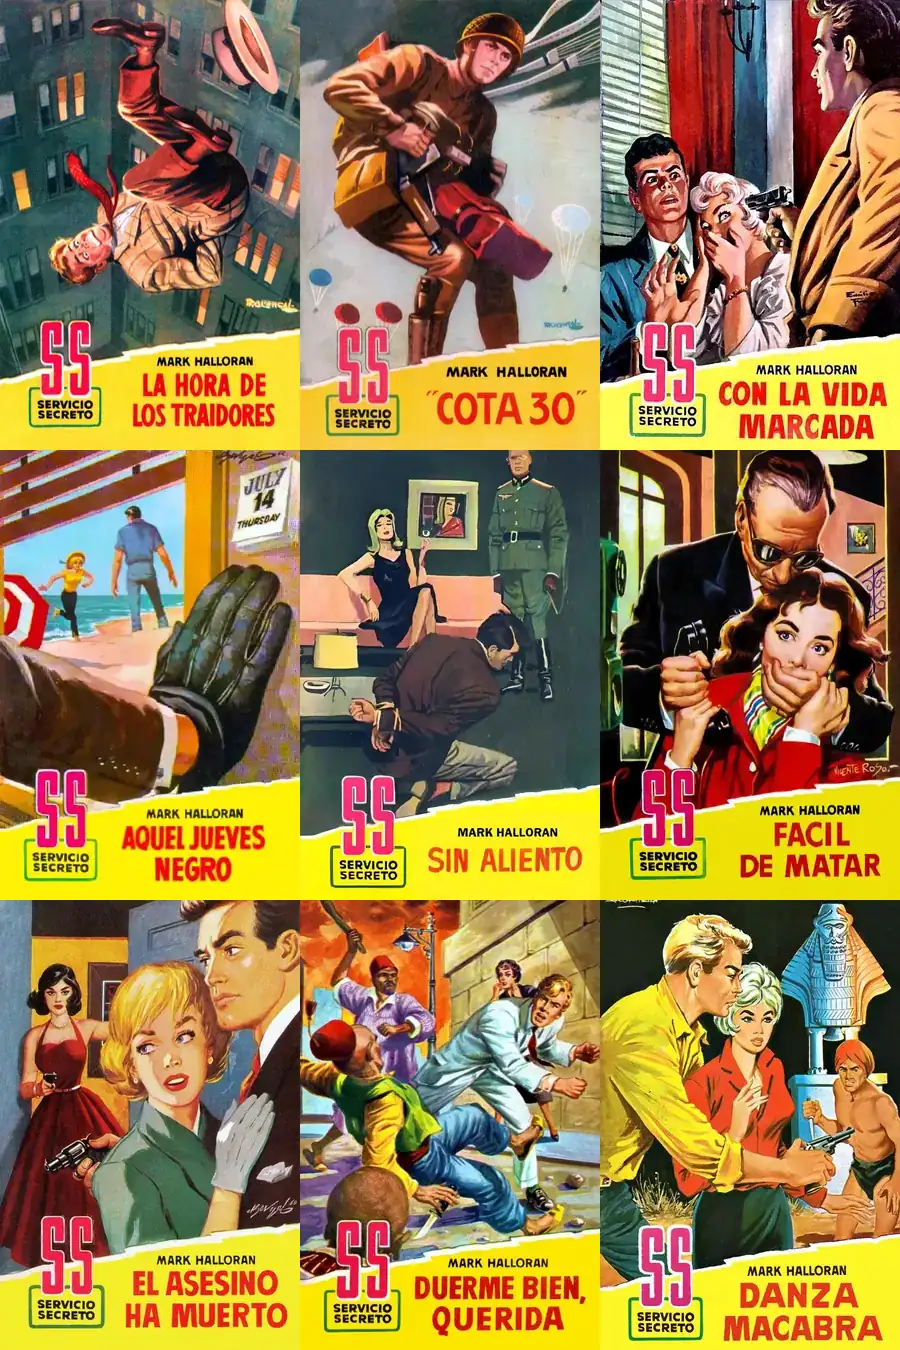 PROVENSAL
S.S
SERVICIO
SECRETO
MARK HALLORAN
LA HORA DE
LOS TRAIDORES
S.S
SERVICIO
SECRETO
MARK HALLORAN
"COTA 30"
S.S
SERVICIO
SECRETO
MARK HALLORAN
CON LA VIDA
MARCADA
JULY
14
THURSDAY
S.S
SERVICIO
SECRETO
MARK HALLORAN
AQUEL JUEVES
NEGRO
S.S
SERVICIO
SECRETO
MARK HALLORAN
SIN ALIENTO
VICENTE ROSO.
S.S
SERVICIO
SECRETO
MARK HALLORAN
FACIL
DE MATAR
S.S
SERVICIO
SECRETO
MARK HALLORAN
EL ASESINO
HA MUERTO
S.S
SERVICIO
SECRETO
MARK HALLORAN
DUERME BIEN,
QUERIDA
S.S
SERVICIO
SECRETO
MARK HALLORAN
DANZA
MACABRA